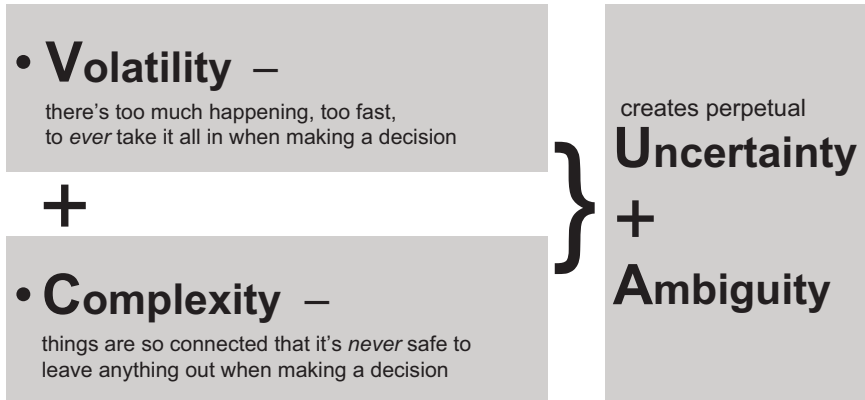 • Volatility –
there's too much happening, too fast,
to ever take it all in when making a decision
+
• Complexity –
things are so connected that it's never safe to
leave anything out when making a decision
}
creates perpetual
Uncertainty
+
Ambiguity